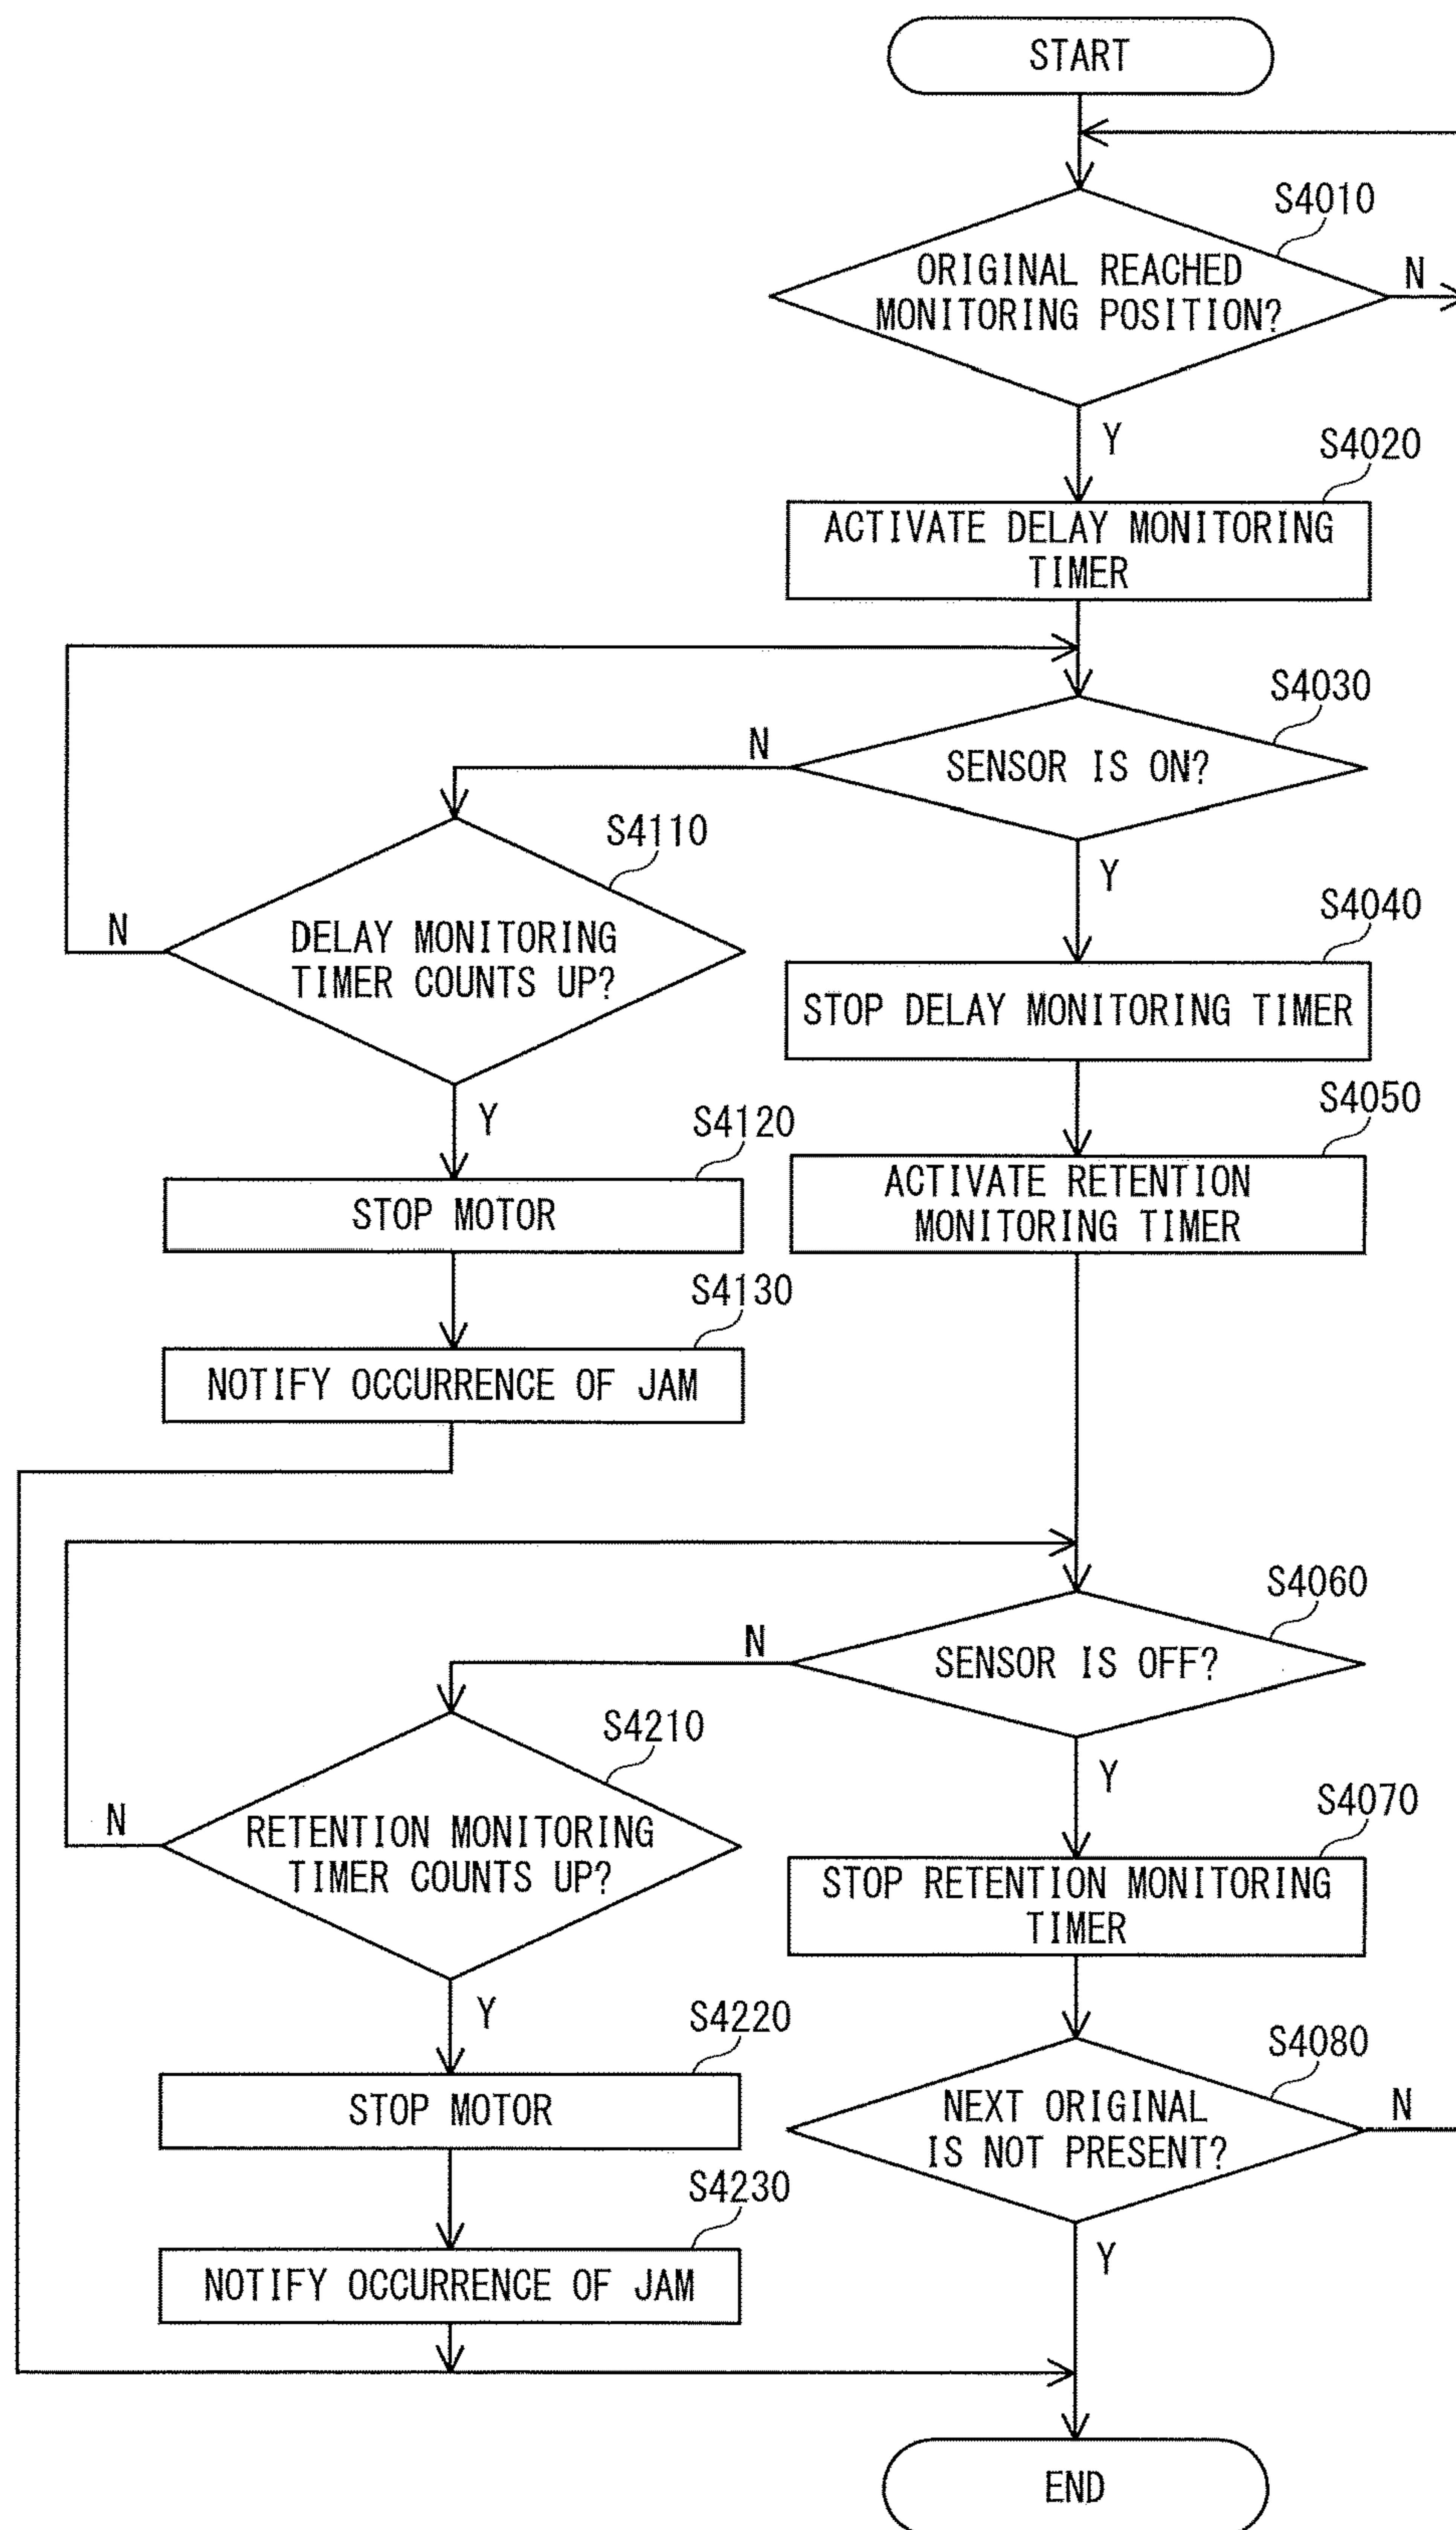 START
S4010
ORIGINAL REACHED
MONITORING POSITION?
N
Y
S4020
ACTIVATE DELAY MONITORING
TIMER
S4030
N
SENSOR IS ON?
Y
S4110
DELAY MONITORING
TIMER COUNTS UP?
N
Y
S4040
STOP DELAY MONITORING TIMER
S4050
ACTIVATE RETENTION
MONITORING TIMER
S4120
STOP MOTOR
S4130
NOTIFY OCCURRENCE OF JAM
S4060
N
SENSOR IS OFF?
Y
S4210
RETENTION MONITORING
TIMER COUNTS UP?
N
Y
S4070
STOP RETENTION MONITORING
TIMER
S4220
STOP MOTOR
S4080
NEXT ORIGINAL
IS NOT PRESENT?
N
Y
S4230
NOTIFY OCCURRENCE OF JAM
END